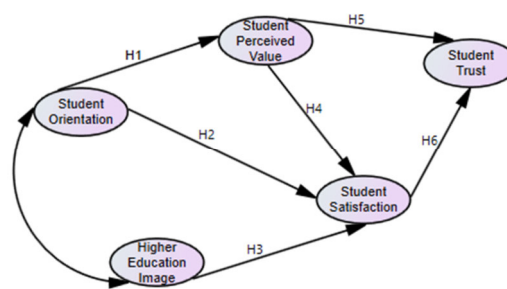 Student
Perceived
Value
H5
Student
Trust
H1
Student
Orientation
H4
H2
H6
Student
Satisfaction
Higher
Education
Image
H3